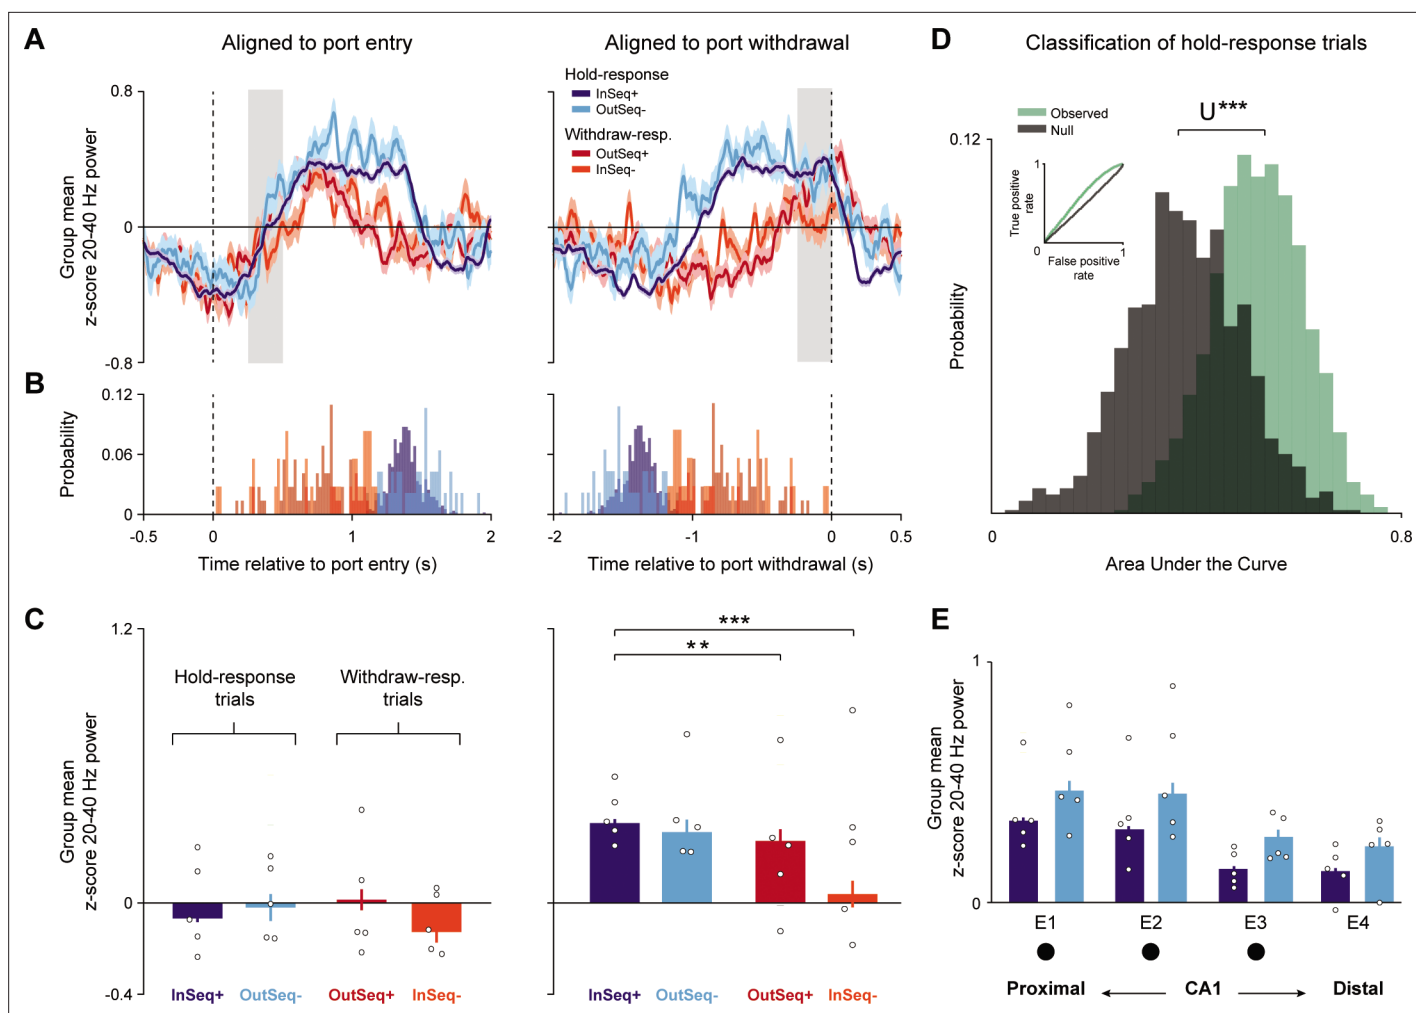 A
Aligned to port entry
Aligned to port withdrawal
Hold-response
InSeq+
OutSeq-
Withdraw-resp.
OutSeq+
InSeq-
Group mean
z-score 20-40 Hz power
0.8
0
-0.8
B
Probability
0.12
0.06
0
0.12
0.06
0
-0.5
0
1
2
Time relative to port entry (s)
-2
-1
0
0.5
Time relative to port withdrawal (s)
C
Group mean
z-score 20-40 Hz power
1.2
0
-0.4
Hold-response
trials
Withdraw-resp.
trials
InSeq+
OutSeq-
OutSeq+
InSeq-
***
**
InSeq+
OutSeq-
OutSeq+
InSeq-
D
Classification of hold-response trials
Observed
Null
U***
0.12
Probability
True positive
rate
1
0
1
False positive
rate
0
0.8
Area Under the Curve
E
Group mean
z-score 20-40 Hz power
1
0
E1
E2
E3
E4
Proximal
CA1
Distal